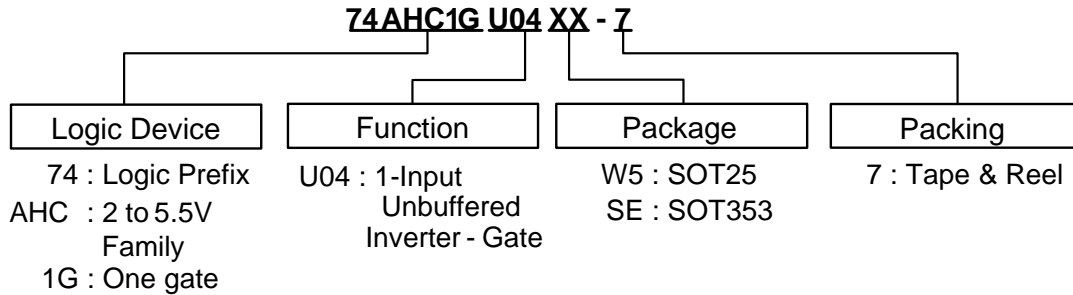 74AHC1G U04 XX - 7
Logic Device
74 : Logic Prefix
AHC : 2 to 5.5V
Family
1G : One gate
Function
U04 : 1-Input
Unbuffered
Inverter - Gate
Package
W5 : SOT25
SE : SOT353
Packing
7 : Tape & Reel